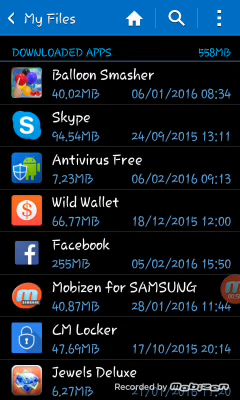 My Files
DOWNLOADED APPS 558MB
Balloon Smasher
40.02MB 06/01/2016 08:34
Skype
94.54MB 24/09/2015 13:11
Antivirus Free
7.23MB 06/02/2016 09:13
Wild Wallet
66.77MB 18/12/2015 12:00
Facebook
255MB 05/02/2016 15:50
Mobizen for SAMSUNG
40.87MB 28/01/2016 11:44
CM Locker
47.69MB 17/10/2015 20:14
Jewels Deluxe
6.27MB
Recorded by Mobizen